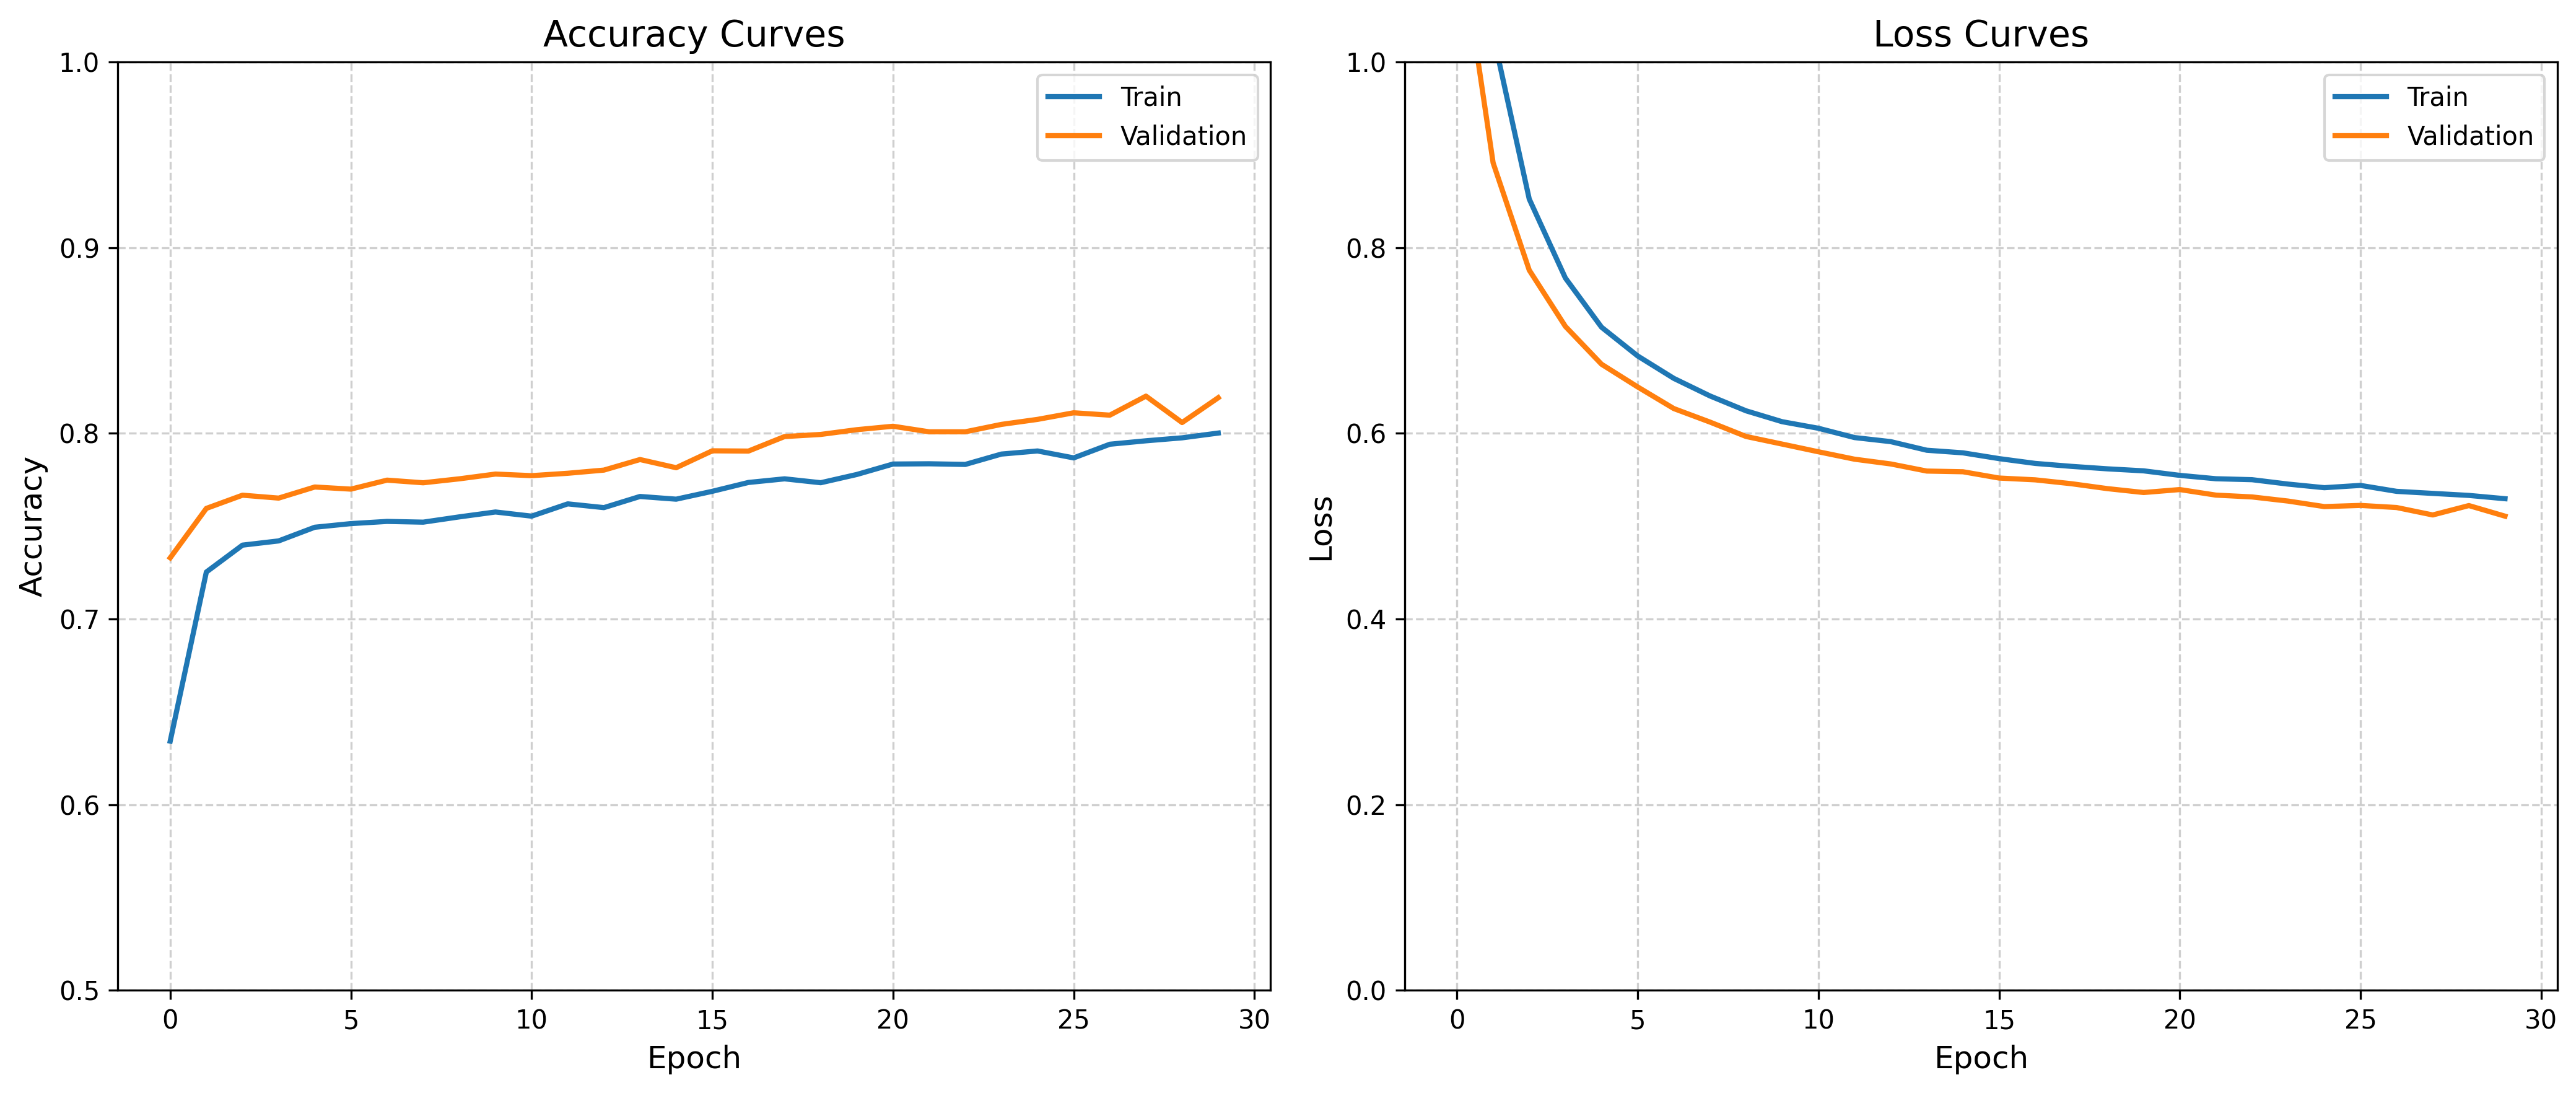 Accuracy Curves
1.0
0.9
0.8
0.7
0.6
0.5
Accuracy
0 5 10 15 20 25 30
Epoch
Train
Validation
Loss Curves
1.0
0.8
0.6
0.4
0.2
0.0
Loss
0 5 10 15 20 25 30
Epoch
Train
Validation